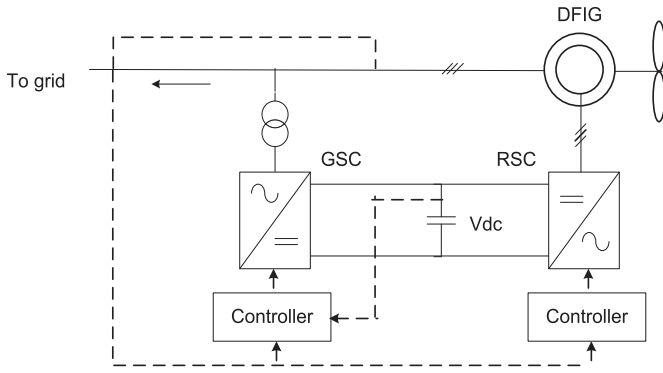 DFIG
To grid
GSC
RSC
Vdc
Controller
Controller